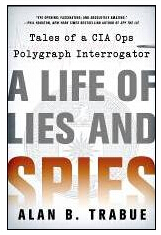 "EYE-OPENING, FASCINATING, AND ABSOLUTELY AMAZING."
Tales of a CIA Ops
Polygraph Interrogator
A LIFE OF
LIES AND
SPIES
ALAN B. TRABUE